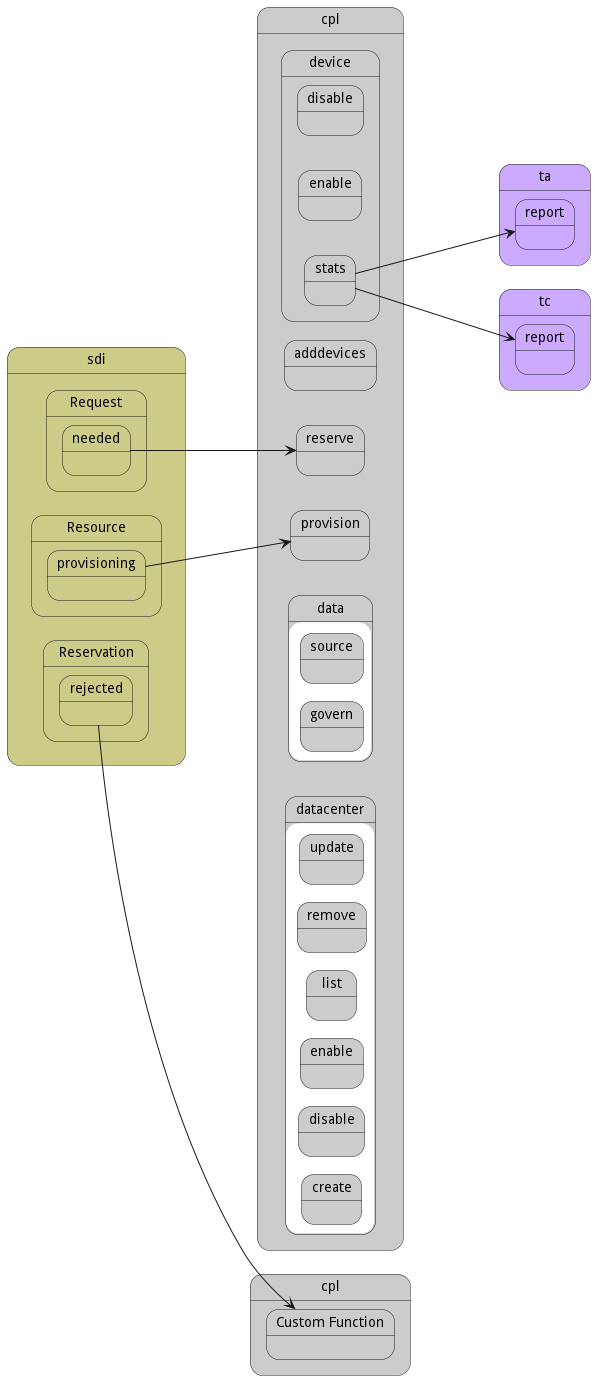 cpl
device
disable
enable
stats
adddevices
reserve
provision
data
source
govern
datacenter
update
remove
list
enable
disable
create
ta
report
tc
report
sdi
Request
needed
Resource
provisioning
Reservation
rejected
cpl
Custom Function